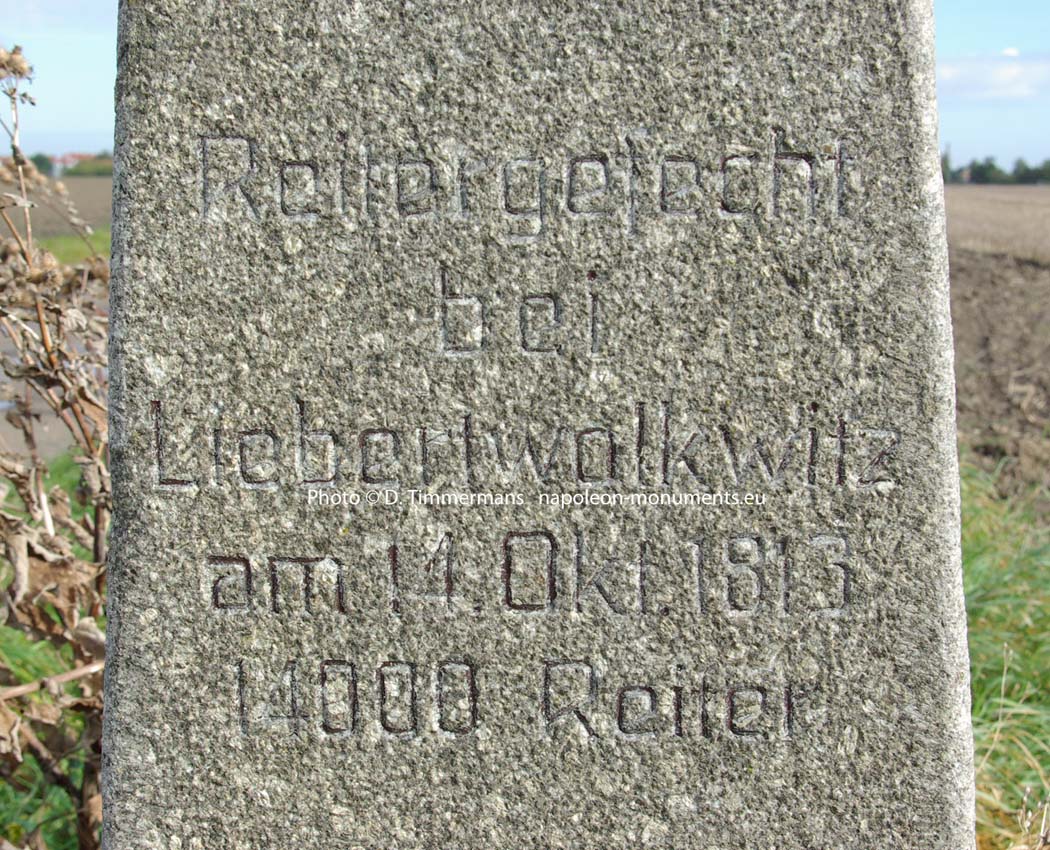 Reitergefecht
bei
Liebertwolkwitz
Photo © D. Timmermans napoleon-monuments.eu
am 14. Okt. 1813
14000 Reiter